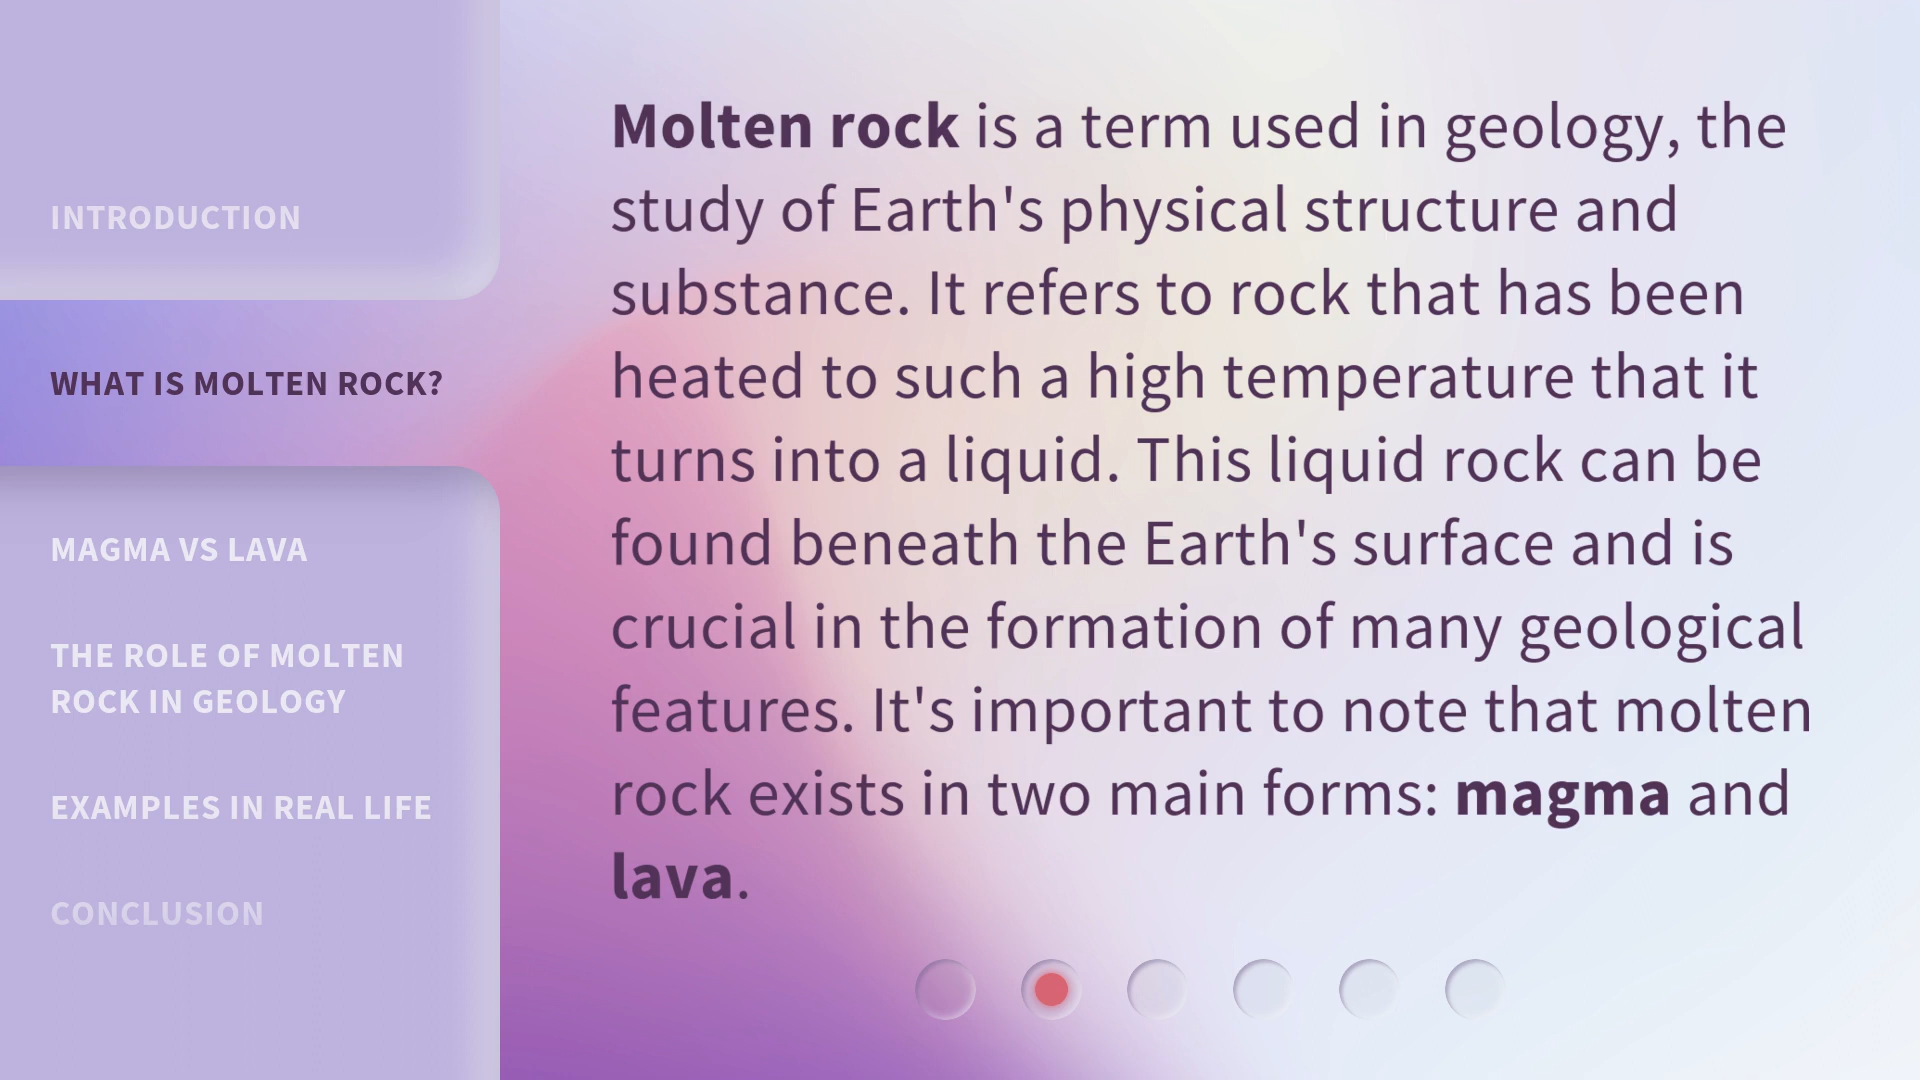 INTRODUCTION
WHAT IS MOLTEN ROCK?
MAGMA VS LAVA
THE ROLE OF MOLTEN
ROCK IN GEOLOGY
EXAMPLES IN REAL LIFE
CONCLUSION
Molten rock is a term used in geology, the
study of Earth's physical structure and
substance. It refers to rock that has been
heated to such a high temperature that it
turns into a liquid. This liquid rock can be
found beneath the Earth's surface and is
crucial in the formation of many geological
features. It's important to note that molten
rock exists in two main forms: magma and
lava.